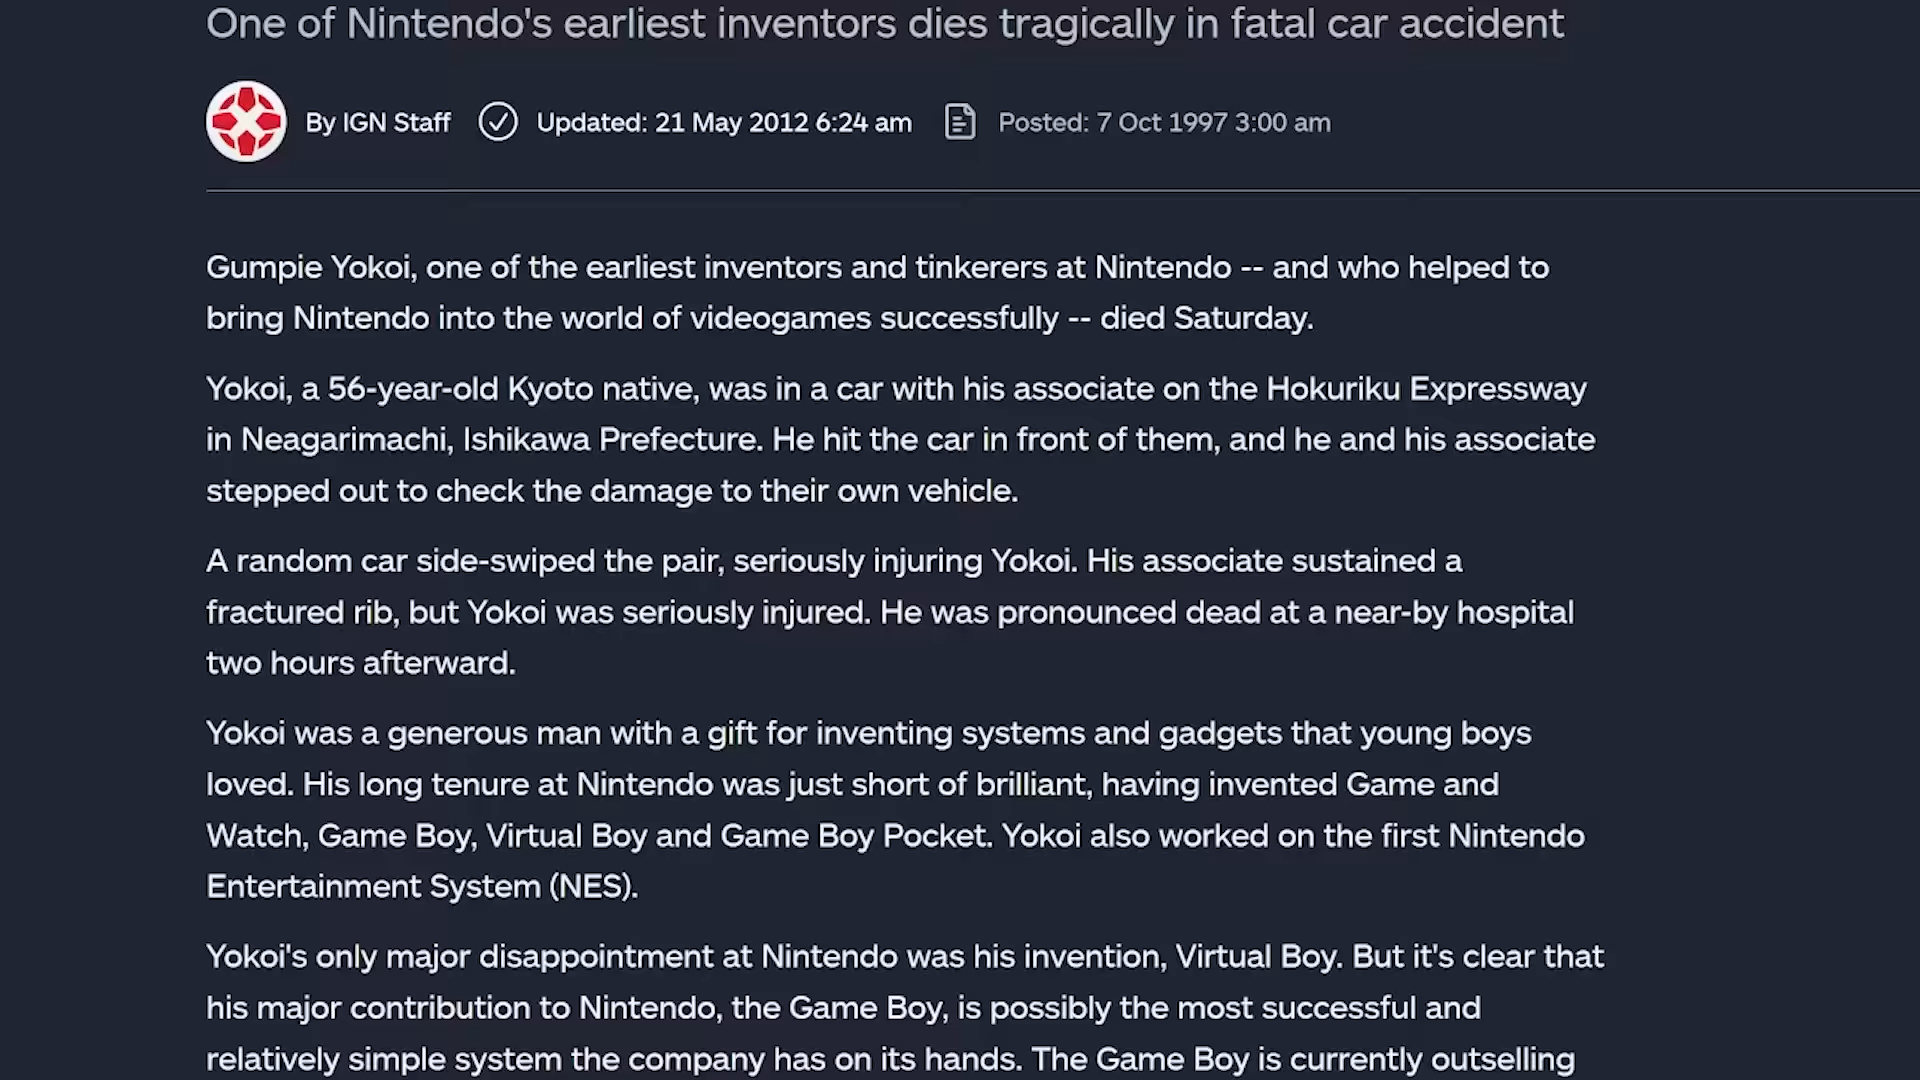 One of Nintendo's earliest inventors dies tragically in fatal car accident
By IGN Staff Updated: 21 May 2012 6:24 am Posted: 7 Oct 1997 3:00 am
Gumpie Yokoi, one of the earliest inventors and tinkerers at Nintendo -- and who helped to
bring Nintendo into the world of videogames successfully -- died Saturday.
Yokoi, a 56-year-old Kyoto native, was in a car with his associate on the Hokuriku Expressway
in Neagarimachi, Ishikawa Prefecture. He hit the car in front of them, and he and his associate
stepped out to check the damage to their own vehicle.
A random car side-swiped the pair, seriously injuring Yokoi. His associate sustained a
fractured rib, but Yokoi was seriously injured. He was pronounced dead at a near-by hospital
two hours afterward.
Yokoi was a generous man with a gift for inventing systems and gadgets that young boys
loved. His long tenure at Nintendo was just short of brilliant, having invented Game and
Watch, Game Boy, Virtual Boy and Game Boy Pocket. Yokoi also worked on the first Nintendo
Entertainment System (NES).
Yokoi's only major disappointment at Nintendo was his invention, Virtual Boy. But it's clear that
his major contribution to Nintendo, the Game Boy, is possibly the most successful and
relatively simple system the company has on its hands. The Game Boy is currently outselling